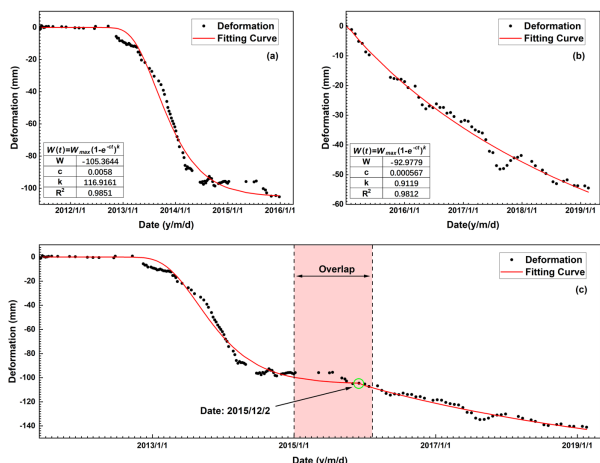 Deformation
Fitting Curve
(a)
0
-20
-40
-60
-80
-100
Deformation (mm)
W(t)=Wmax(1-e^-ct)^k
W -105.3644
c 0.0058
k 116.9161
R² 0.9851
2012/1/1 2013/1/1 2014/1/1 2015/1/1 2016/1/1
Date (y/m/d)
Deformation
Fitting Curve
(b)
0
-10
-20
-30
-40
-50
-60
Deformation (mm)
W(t)=Wmax(1-e^-ct)^k
W -92.9779
c 0.000567
k 0.9119
R² 0.9812
2016/1/1 2017/1/1 2018/1/1 2019/1/1
Date(y/m/d)
Deformation
Fitting Curve
(c)
Overlap
0
-20
-40
-60
-80
-100
-120
-140
Deformation (mm)
Date: 2015/12/2
2013/1/1 2015/1/1 2017/1/1 2019/1/1
Date (y/m/d)